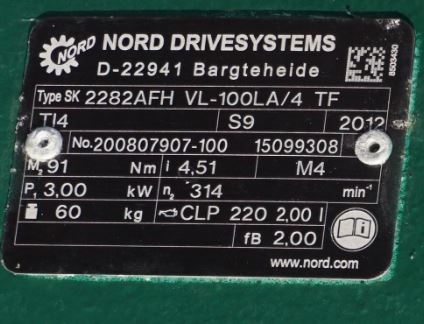 NORD NORD DRIVESYSTEMS
D-22941 Bargteheide
8503430
Type SK 2282AFH VL-100LA/4 TF
TI4 S9 2012
No. 200807907-100 15099308
M₂ 91 Nm i 4,51 M4
P₁ 3,00 kW n₂ 314 min⁻¹
60 kg CLP 220 2,00 l
fB 2,00
www.nord.com